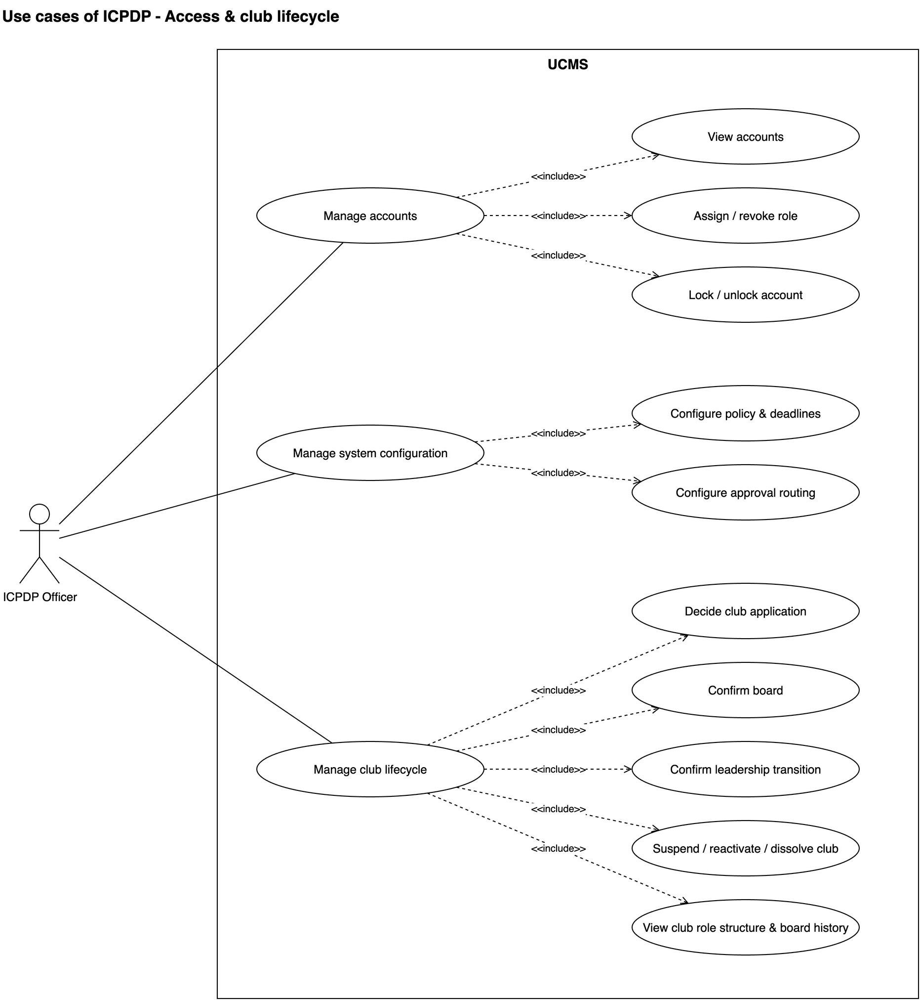 Use cases of ICPDP - Access & club lifecycle
UCMS
View accounts
<<include>>
Manage accounts
<<include>>
Assign / revoke role
<<include>>
Lock / unlock account
Configure policy & deadlines
<<include>>
Manage system configuration
<<include>>
Configure approval routing
ICPDP Officer
Decide club application
<<include>>
Confirm board
<<include>>
Manage club lifecycle
<<include>>
Confirm leadership transition
<<include>>
Suspend / reactivate / dissolve club
<<include>>
View club role structure & board history